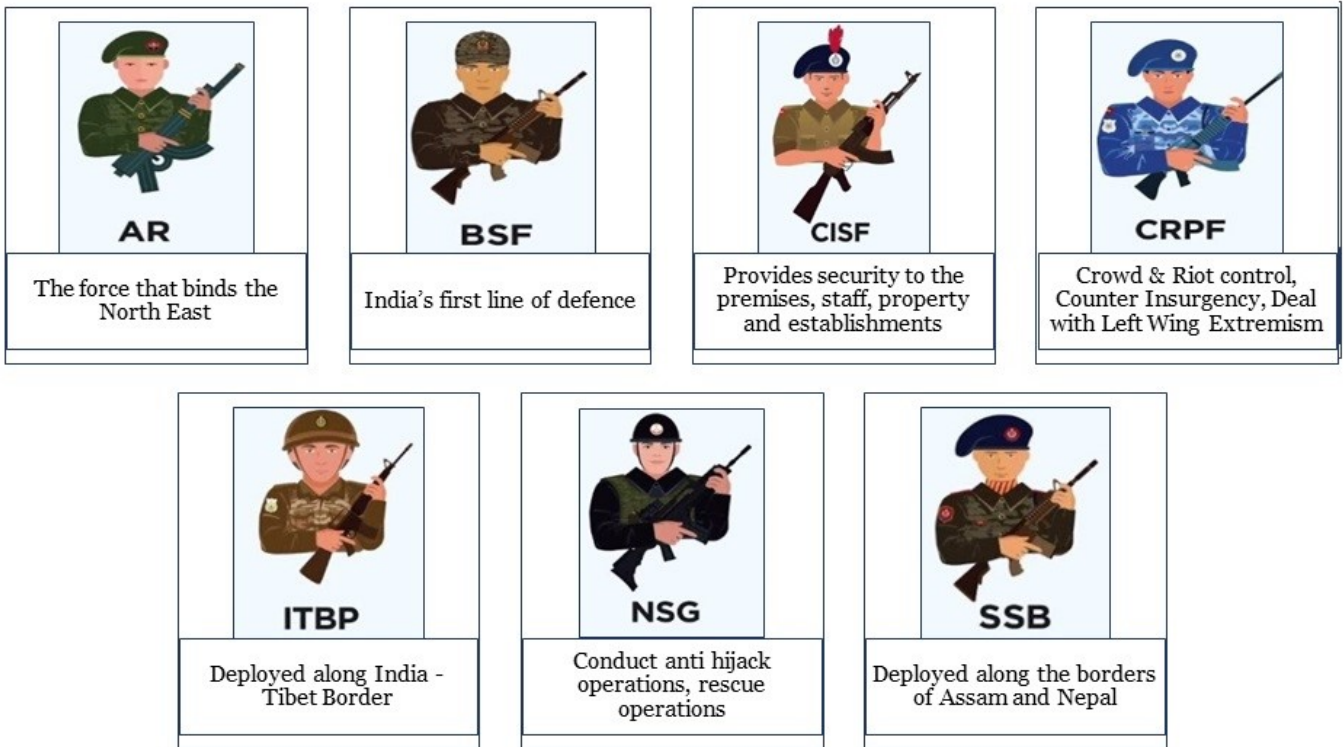 AR
The force that binds the
North East
BSF
India's first line of defence
CISF
Provides security to the
premises, staff, property
and establishments
CRPF
Crowd & Riot control,
Counter Insurgency, Deal
with Left Wing Extremism
ITBP
Deployed along India -
Tibet Border
NSG
Conduct anti hijack
operations, rescue
operations
SSB
Deployed along the borders
of Assam and Nepal